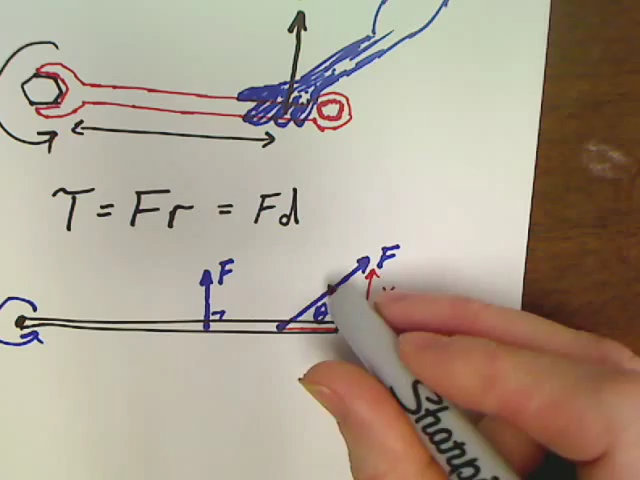 T = Fr = Fd
F
F
θ
Sharpie